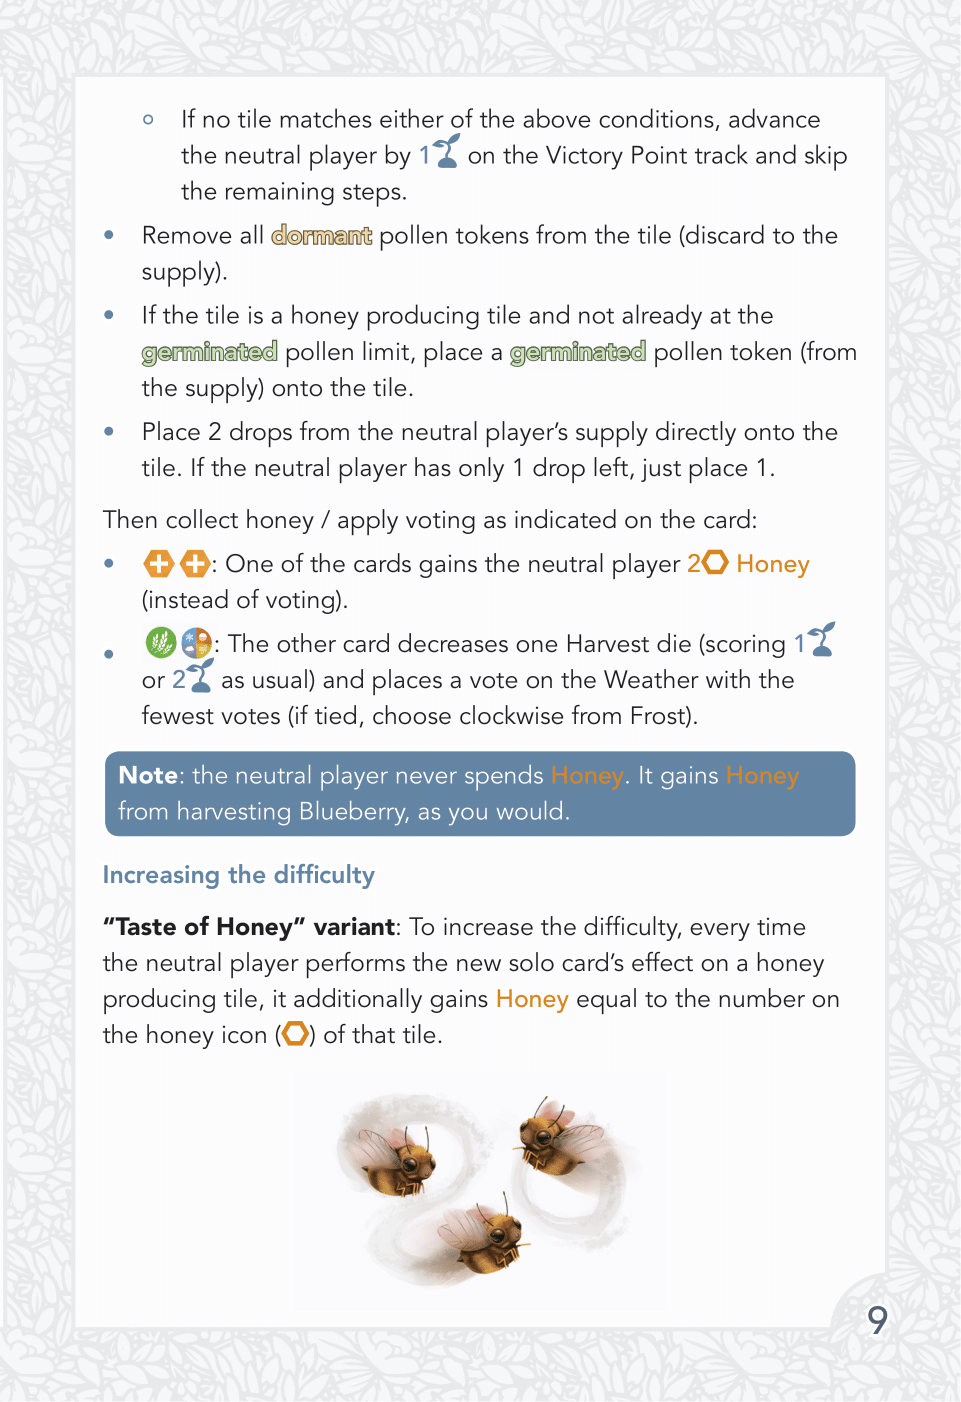 If no tile matches either of the above conditions, advance
the neutral player by 1 on the Victory Point track and skip
the remaining steps.
Remove all dormant pollen tokens from the tile (discard to the
supply).
If the tile is a honey producing tile and not already at the
germinated pollen limit, place a germinated pollen token (from
the supply) onto the tile.
Place 2 drops from the neutral player’s supply directly onto the
tile. If the neutral player has only 1 drop left, just place 1.
Then collect honey / apply voting as indicated on the card:
: One of the cards gains the neutral player 2 Honey
(instead of voting).
: The other card decreases one Harvest die (scoring 1
or 2 as usual) and places a vote on the Weather with the
fewest votes (if tied, choose clockwise from Frost).
Note: the neutral player never spends Honey. It gains Honey
from harvesting Blueberry, as you would.
Increasing the difficulty
“Taste of Honey” variant: To increase the difficulty, every time
the neutral player performs the new solo card’s effect on a honey
producing tile, it additionally gains Honey equal to the number on
the honey icon () of that tile.
9